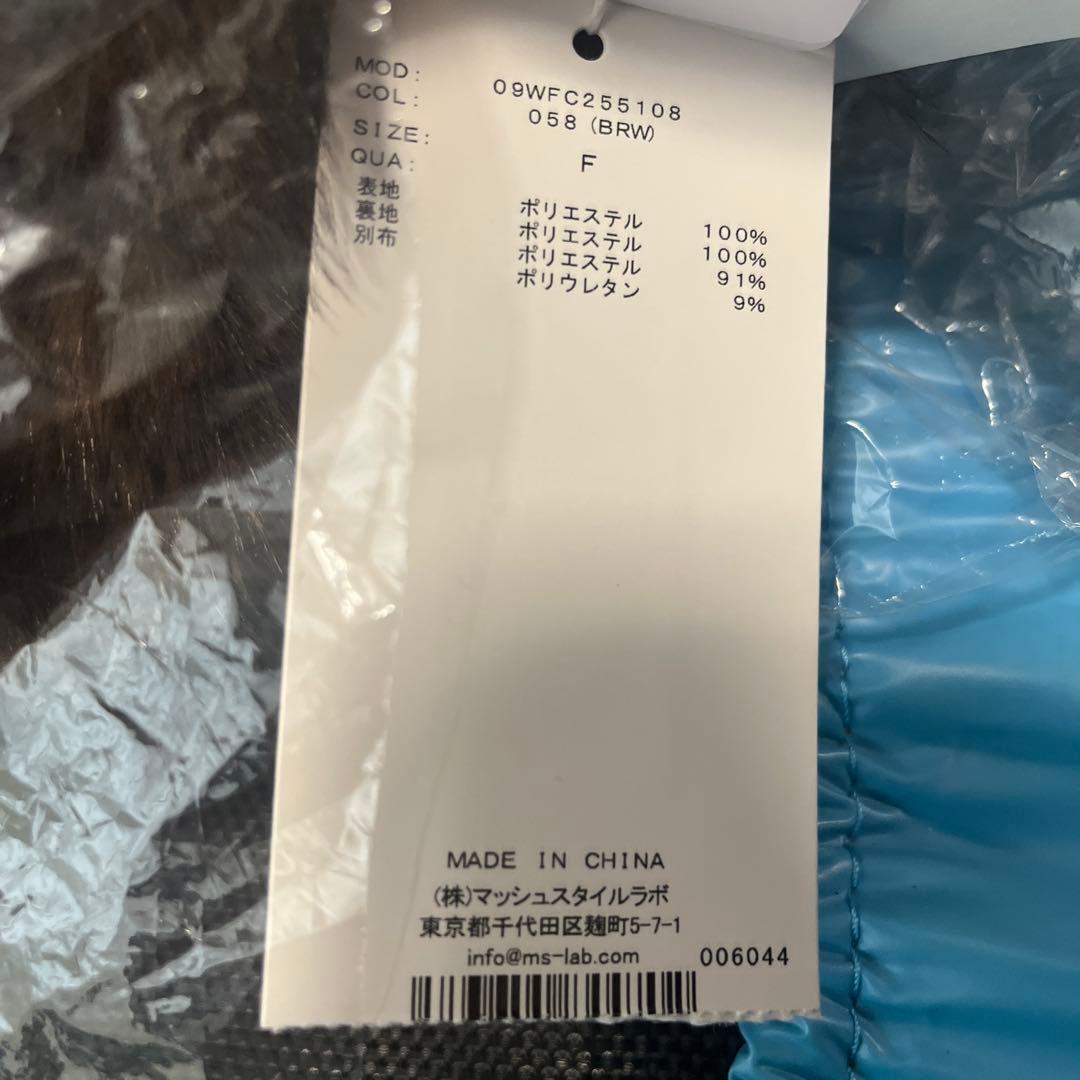 MOD: 09WFC255108
COL: 058 (BRW)
SIZE: F
QUA:
表地 ポリエステル 100%
裏地 ポリエステル 100%
別布 ポリエステル 91%
ポリウレタン 9%
MADE IN CHINA
(株)マッシュスタイルラボ
東京都千代田区麹町5-7-1
info@ms-lab.com 006044